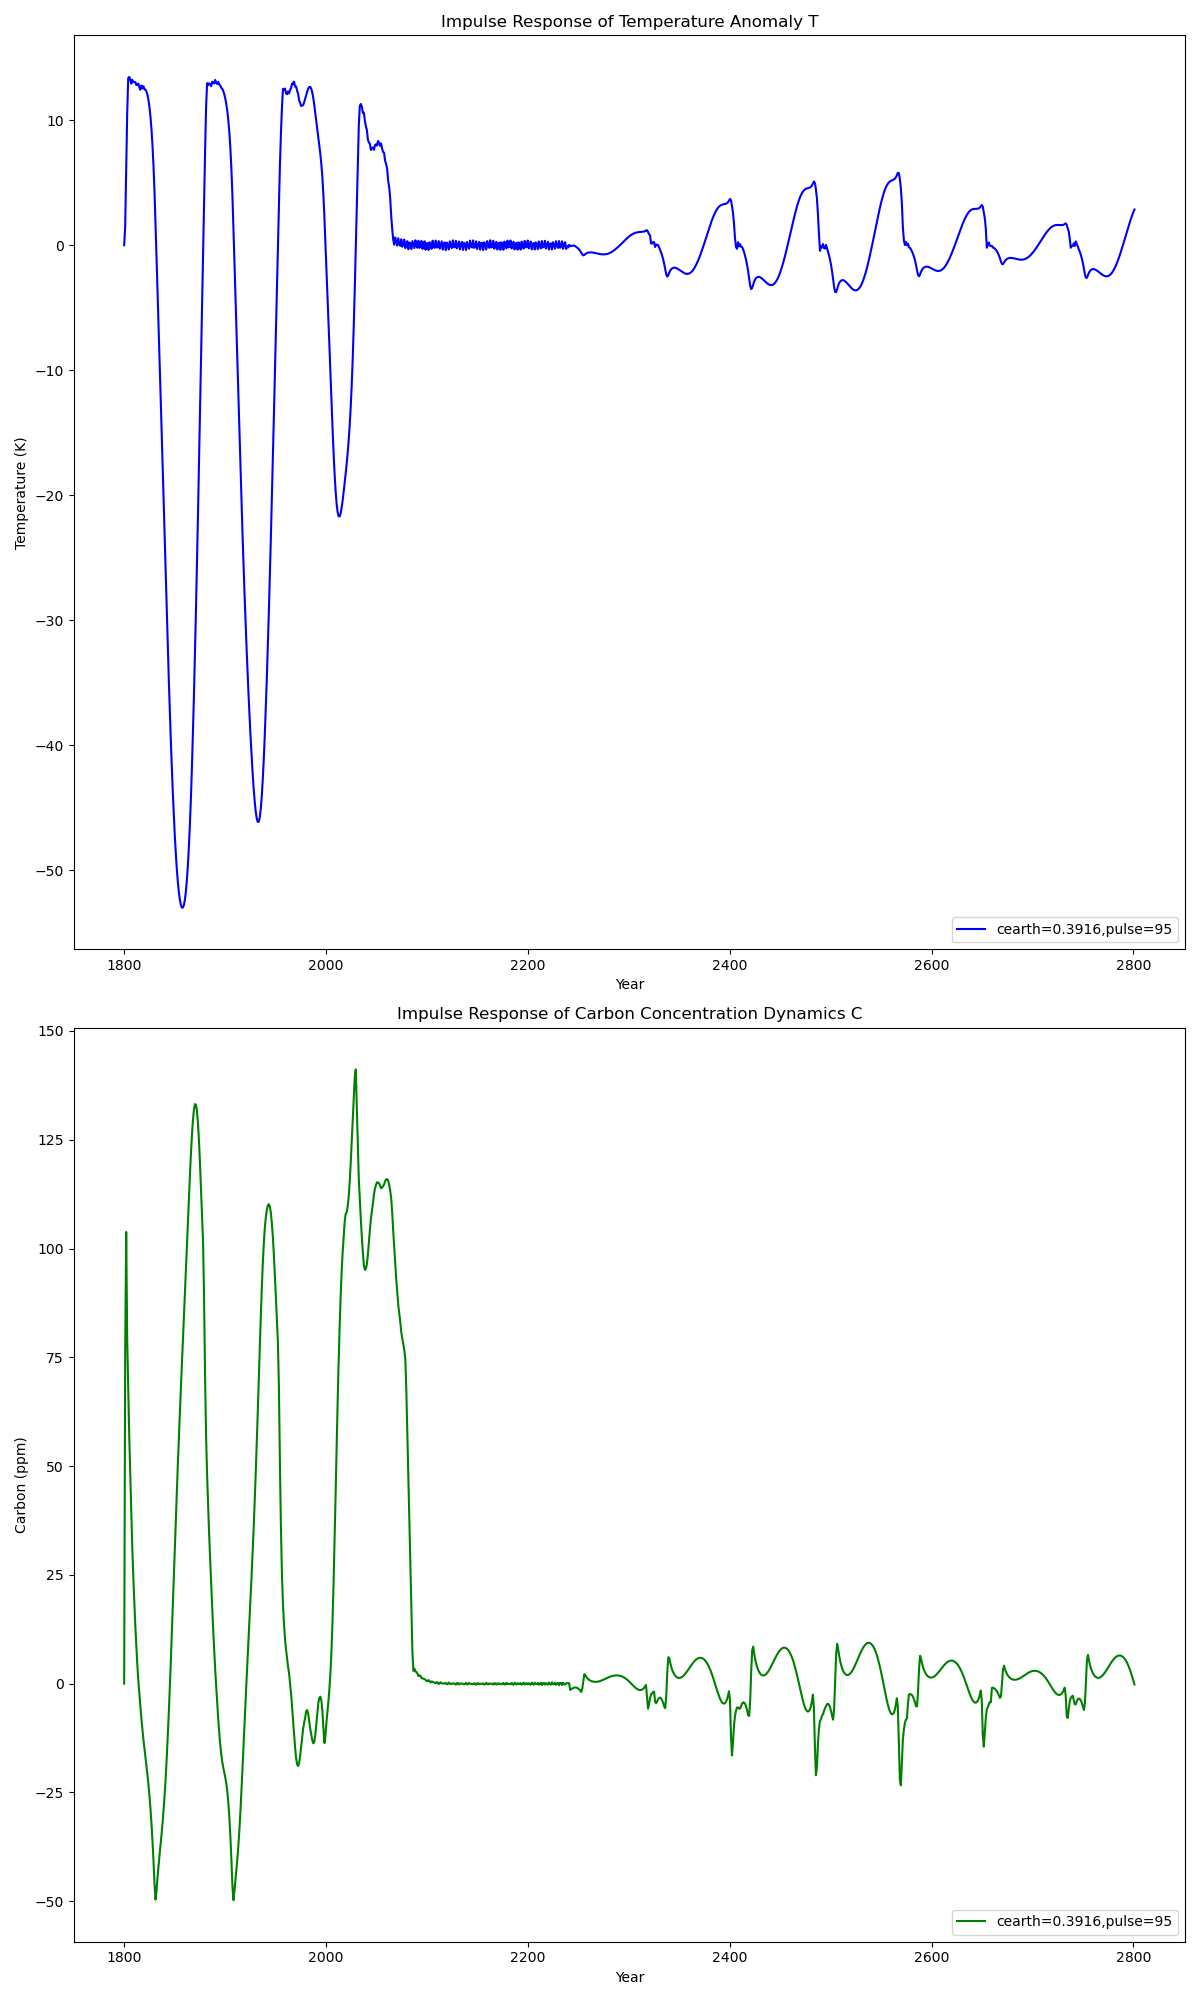 Impulse Response of Temperature Anomaly T
Temperature (K)
10
0
−10
−20
−30
−40
−50
cearth=0.3916,pulse=95
1800 2000 2200 2400 2600 2800
Year
Impulse Response of Carbon Concentration Dynamics C
Carbon (ppm)
150
125
100
75
50
25
0
−25
−50
cearth=0.3916,pulse=95
1800 2000 2200 2400 2600 2800
Year